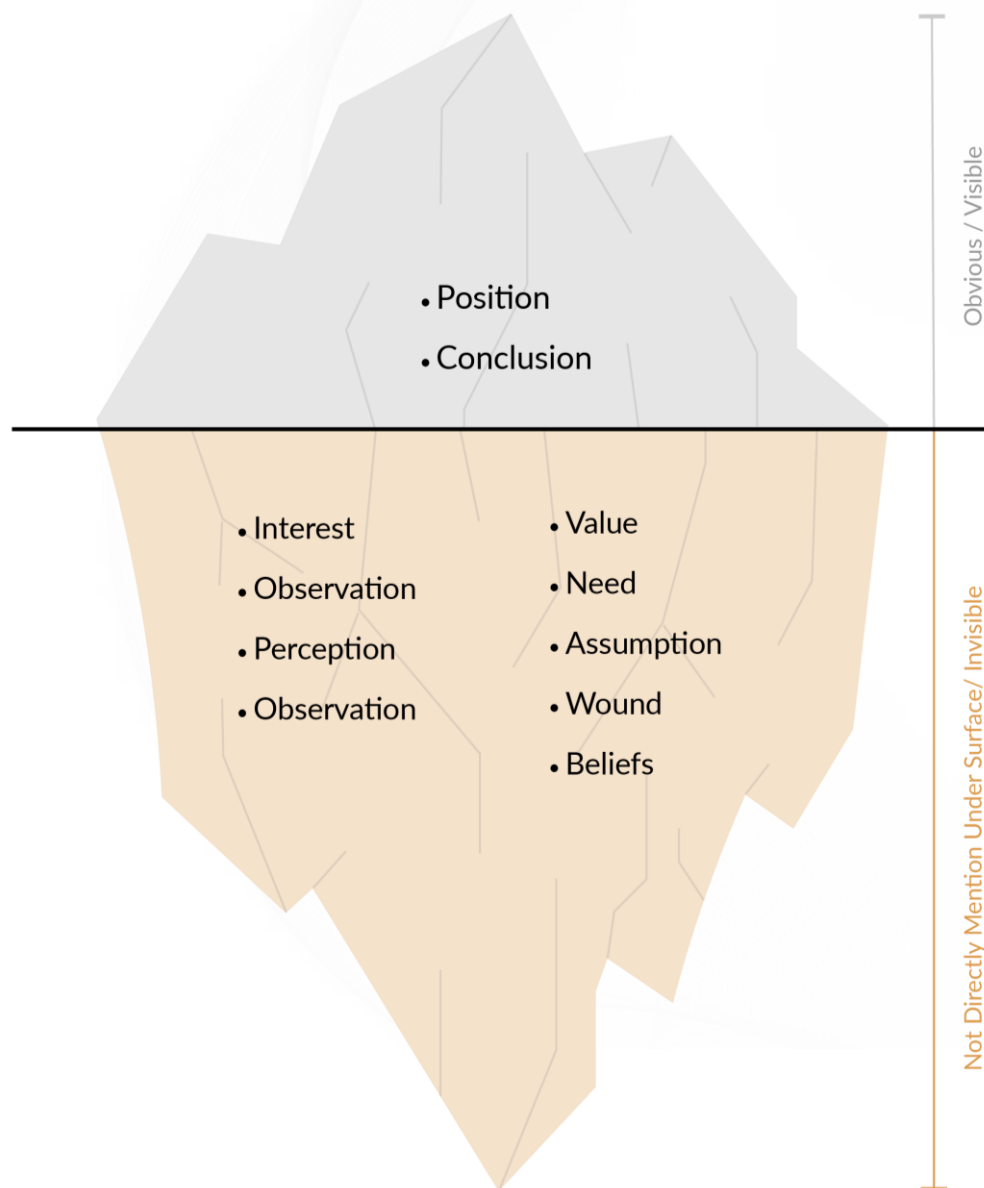 Obvious / Visible
• Position
• Conclusion
• Interest
• Observation
• Perception
• Observation
• Value
• Need
• Assumption
• Wound
• Beliefs
Not Directly Mention Under Surface/ Invisible